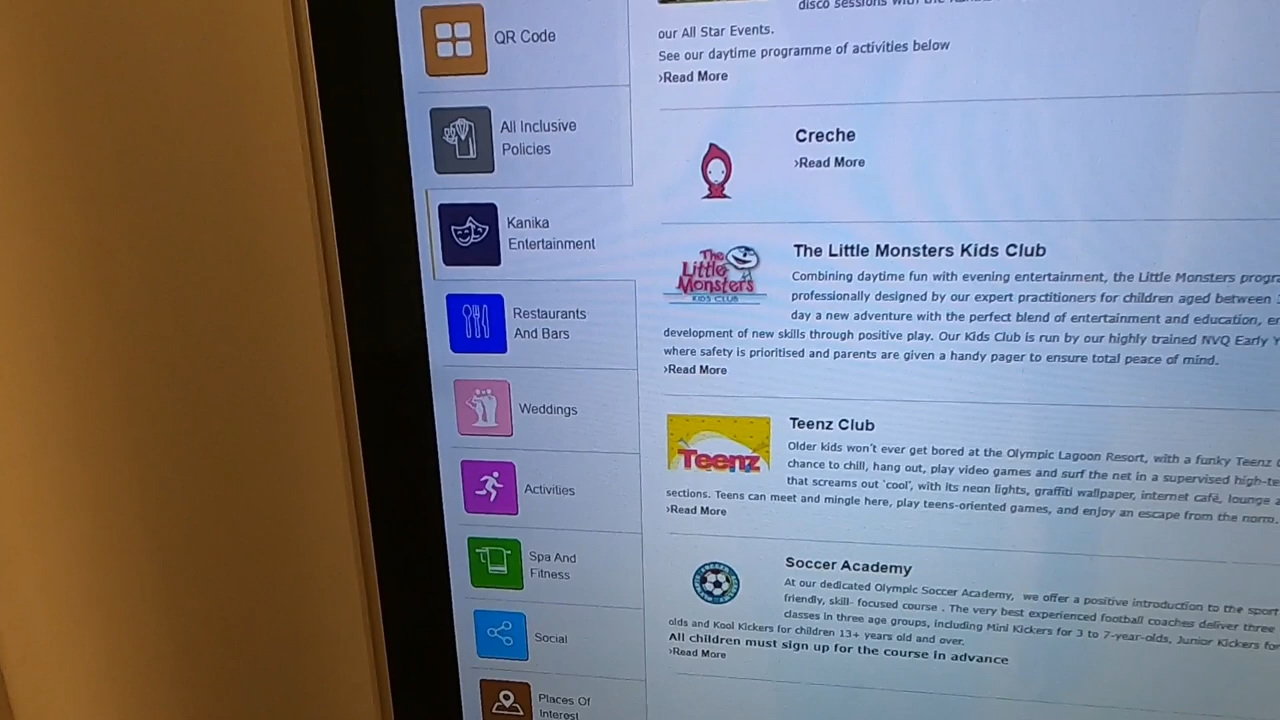 QR Code
All Inclusive
Policies
Kanika
Entertainment
Restaurants
And Bars
Weddings
Activities
Spa And
Fitness
Social
Places Of
Interest
disco sessions with the
our All Star Events.
See our daytime programme of activities below
›Read More
Creche
›Read More
The Little Monsters KIDS CLUB
The Little Monsters Kids Club
Combining daytime fun with evening entertainment, the Little Monsters
professionally designed by our expert practitioners for children aged between
day a new adventure with the perfect blend of entertainment and education,
development of new skills through positive play. Our Kids Club is run by our highly trained NVQ Early
where safety is prioritised and parents are given a handy pager to ensure total peace of mind.
›Read More
Teenz
Teenz Club
Older kids won't ever get bored at the Olympic Lagoon Resort, with a funky Teenz
chance to chill, hang out, play video games and surf the net in a supervised
that screams out 'cool', with its neon lights, graffiti wallpaper, internet café, lounge
sections. Teens can meet and mingle here, play teens-oriented games, and enjoy an escape from the norm.
›Read More
Soccer Academy
At our dedicated Olympic Soccer Academy, we offer a positive introduction to the sport
friendly, skill- focused course . The very best experienced football coaches deliver three
classes in three age groups, including Mini Kickers for 3 to 7-year-olds, Junior Kickers for
olds and Kool Kickers for children 13+ years old and over.
All children must sign up for the course in advance
›Read More